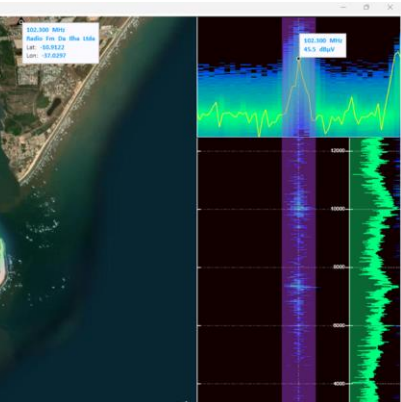 102.300 MHz
Radio Fm Da Ilha Ltda
Lat: -10.9122
Lon: -37.0297
102.300 MHz
45.5 dBµV
12000
10000
8000
6000
4000